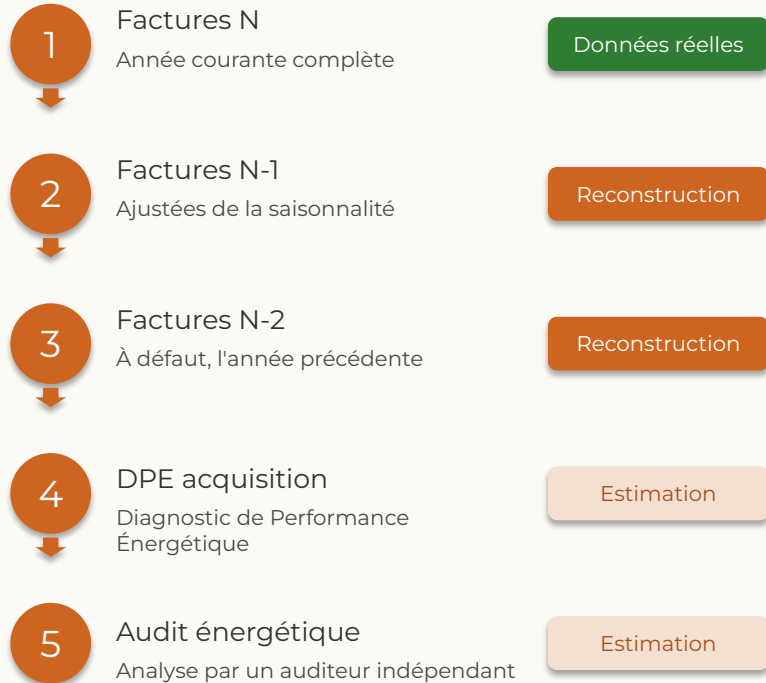 1
Factures N
Année courante complète
Données réelles
2
Factures N-1
Ajustées de la saisonnalité
Reconstruction
3
Factures N-2
À défaut, l'année précédente
Reconstruction
4
DPE acquisition
Diagnostic de Performance
Énergétique
Estimation
5
Audit énergétique
Analyse par un auditeur indépendant
Estimation